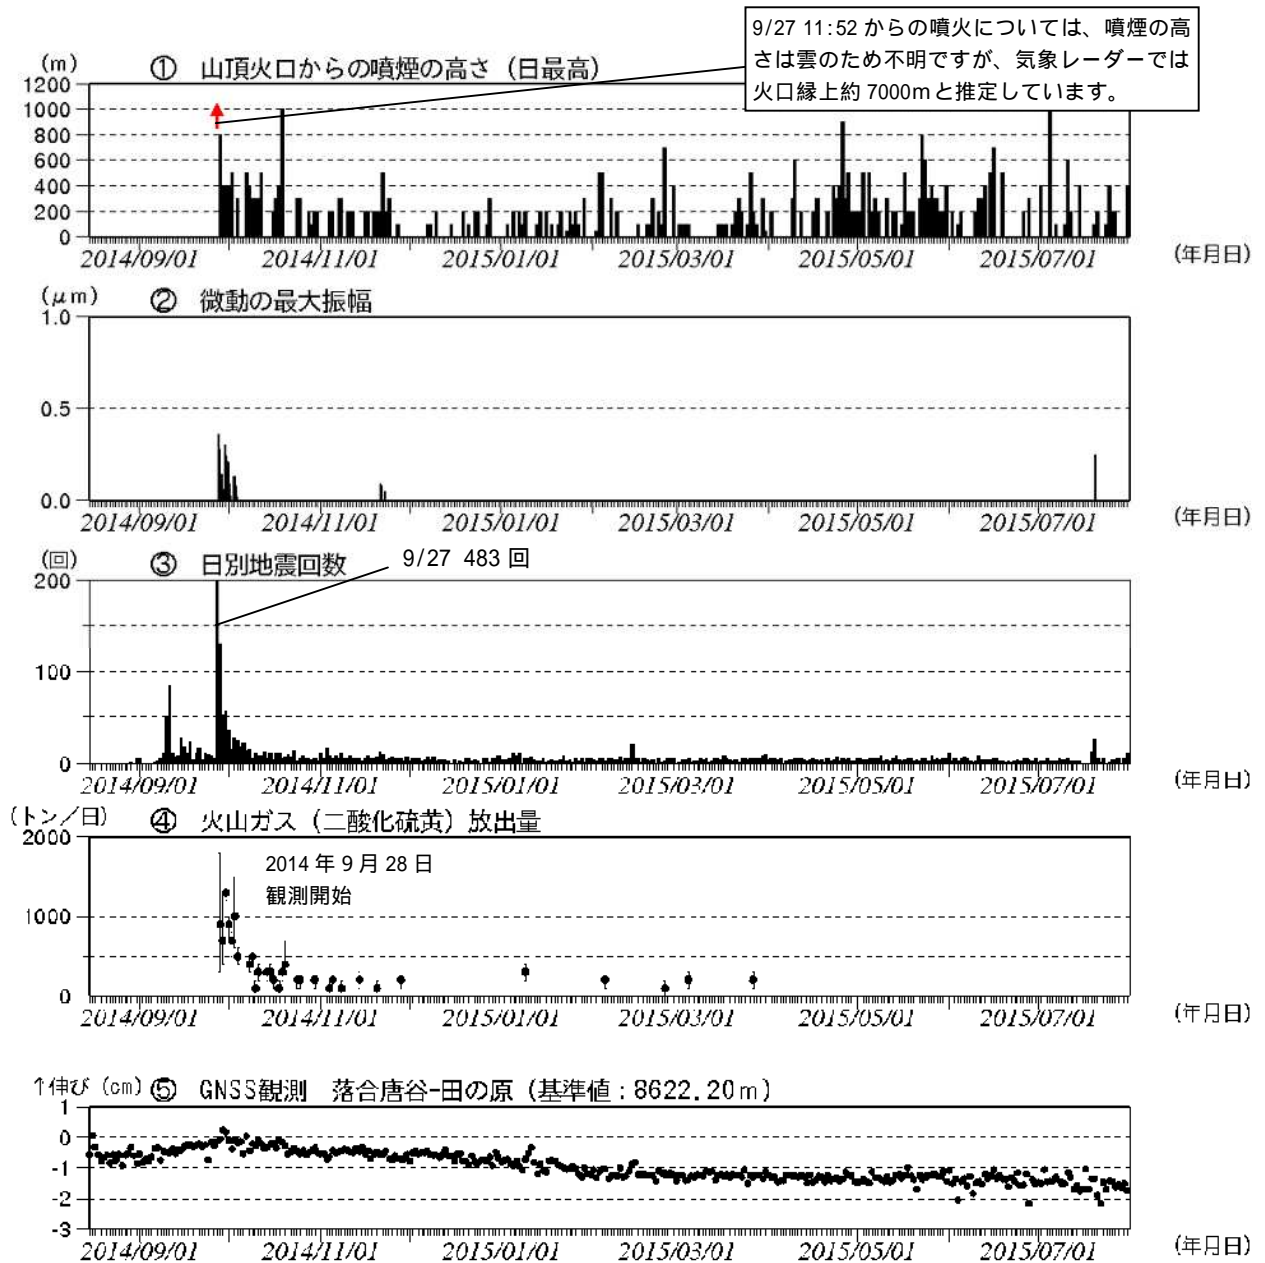 9/27 11:52 からの噴火については、噴煙の高
さは雲のため不明ですが、気象レーダーでは
火口縁上約 7000mと推定しています。
(m) ① 山頂火口からの噴煙の高さ（日最高）
1200
1000
800
600
400
200
0
2014/09/01 2014/11/01 2015/01/01 2015/03/01 2015/05/01 2015/07/01 (年月日)
(μm) ② 微動の最大振幅
1.0
0.5
0.0
2014/09/01 2014/11/01 2015/01/01 2015/03/01 2015/05/01 2015/07/01 (年月日)
(回) ③ 日別地震回数 9/27 483 回
200
100
0
2014/09/01 2014/11/01 2015/01/01 2015/03/01 2015/05/01 2015/07/01 (年月日)
(トン／日) ④ 火山ガス（二酸化硫黄）放出量
2000
2014 年 9 月 28 日
観測開始
1000
0
2014/09/01 2014/11/01 2015/01/01 2015/03/01 2015/05/01 2015/07/01 (年月日)
↑伸び (cm) ⑤ GNSS観測 落合唐谷-田の原（基準値：8622.20m）
1
0
-1
-2
-3
2014/09/01 2014/11/01 2015/01/01 2015/03/01 2015/05/01 2015/07/01 (年月日)